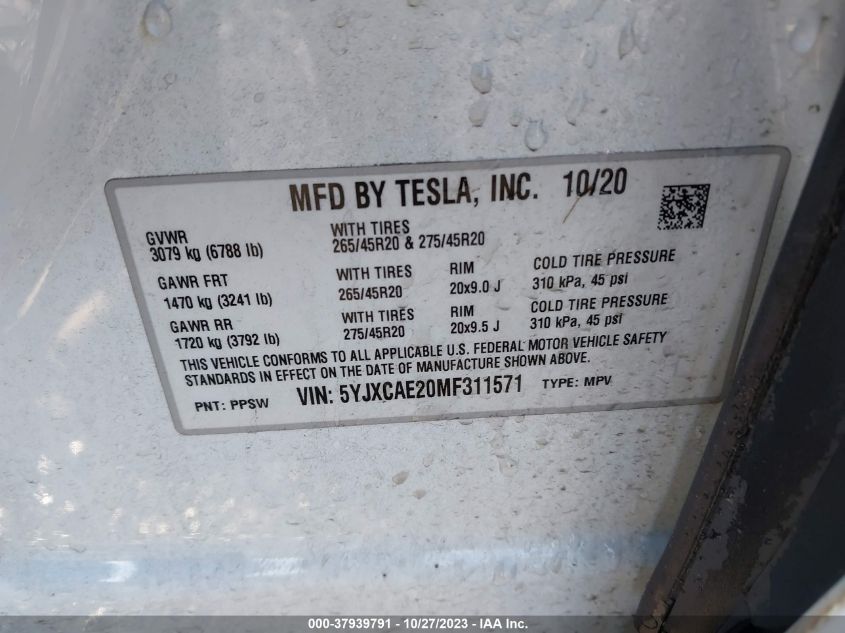 MFD BY TESLA, INC. 10/20
GVWR
3079 kg (6788 lb)
WITH TIRES
265/45R20 & 275/45R20
GAWR FRT
1470 kg (3241 lb)
WITH TIRES
265/45R20
RIM
20x9.0 J
COLD TIRE PRESSURE
310 kPa, 45 psi
GAWR RR
1720 kg (3792 lb)
WITH TIRES
275/45R20
RIM
20x9.5 J
COLD TIRE PRESSURE
310 kPa, 45 psi
THIS VEHICLE CONFORMS TO ALL APPLICABLE U.S. FEDERAL MOTOR VEHICLE SAFETY
STANDARDS IN EFFECT ON THE DATE OF MANUFACTURE SHOWN ABOVE.
PNT: PPSW VIN: 5YJXCAE20MF311571 TYPE: MPV
000-37939791 - 10/27/2023 - IAA Inc.